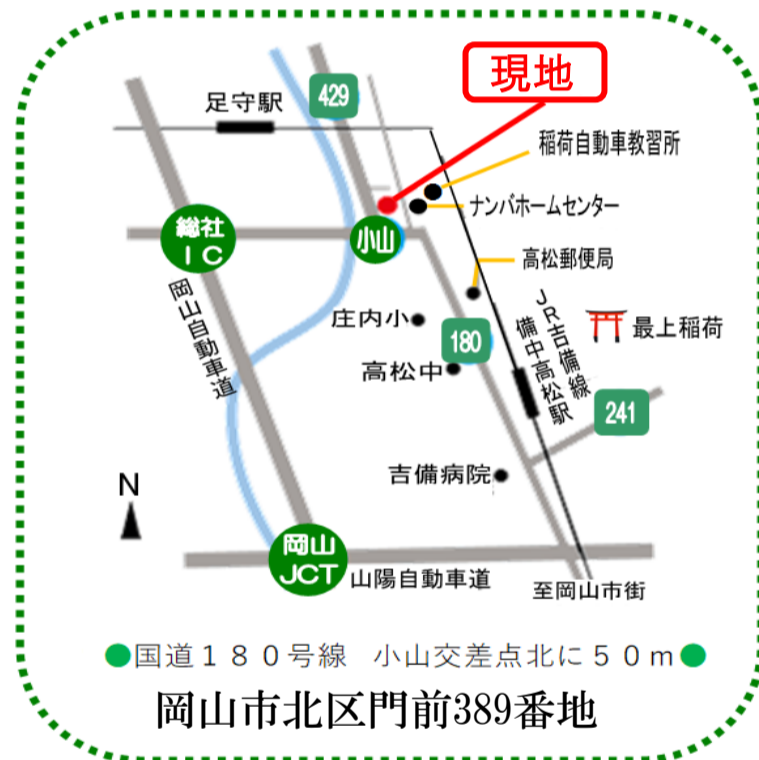 現地
429
足守駅
稲荷自動車教習所
ナンバホームセンター
総社
IC
小山
高松郵便局
岡山自動車道
庄内小
180
JR吉備線
備中高松駅
最上稲荷
高松中
241
吉備病院
N
岡山
JCT
山陽自動車道
至岡山市街
●国道１８０号線　小山交差点北に５０ｍ●
岡山市北区門前389番地